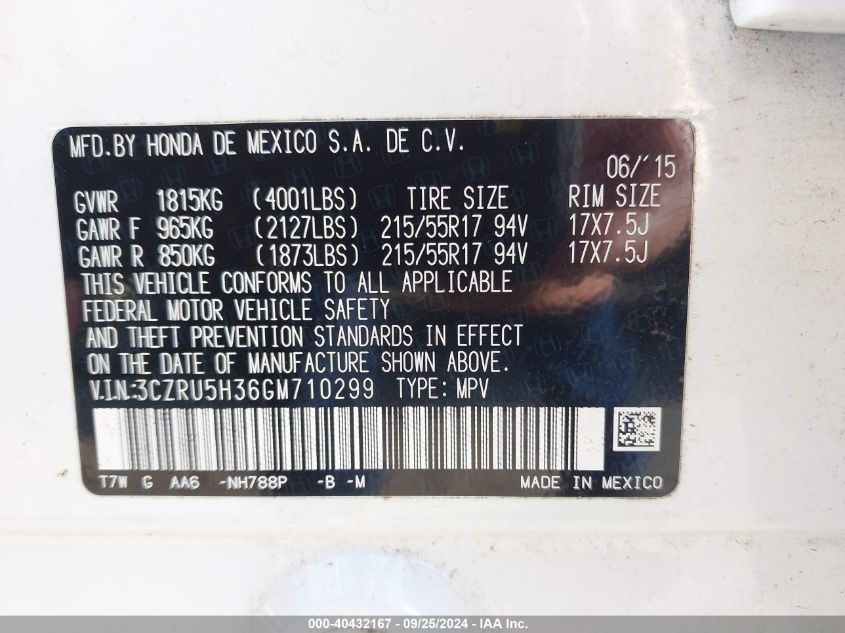 MFD.BY HONDA DE MEXICO S.A. DE C.V.
06/'15
GVWR 1815KG (4001LBS) TIRE SIZE RIM SIZE
GAWR F 965KG (2127LBS) 215/55R17 94V 17X7.5J
GAWR R 850KG (1873LBS) 215/55R17 94V 17X7.5J
THIS VEHICLE CONFORMS TO ALL APPLICABLE
FEDERAL MOTOR VEHICLE SAFETY
AND THEFT PREVENTION STANDARDS IN EFFECT
ON THE DATE OF MANUFACTURE SHOWN ABOVE.
V.I.N:3CZRU5H36GM710299 TYPE: MPV
T7W G AA6 -NH788P -B -M MADE IN MEXICO
000-40432167 - 09/25/2024 - IAA Inc.